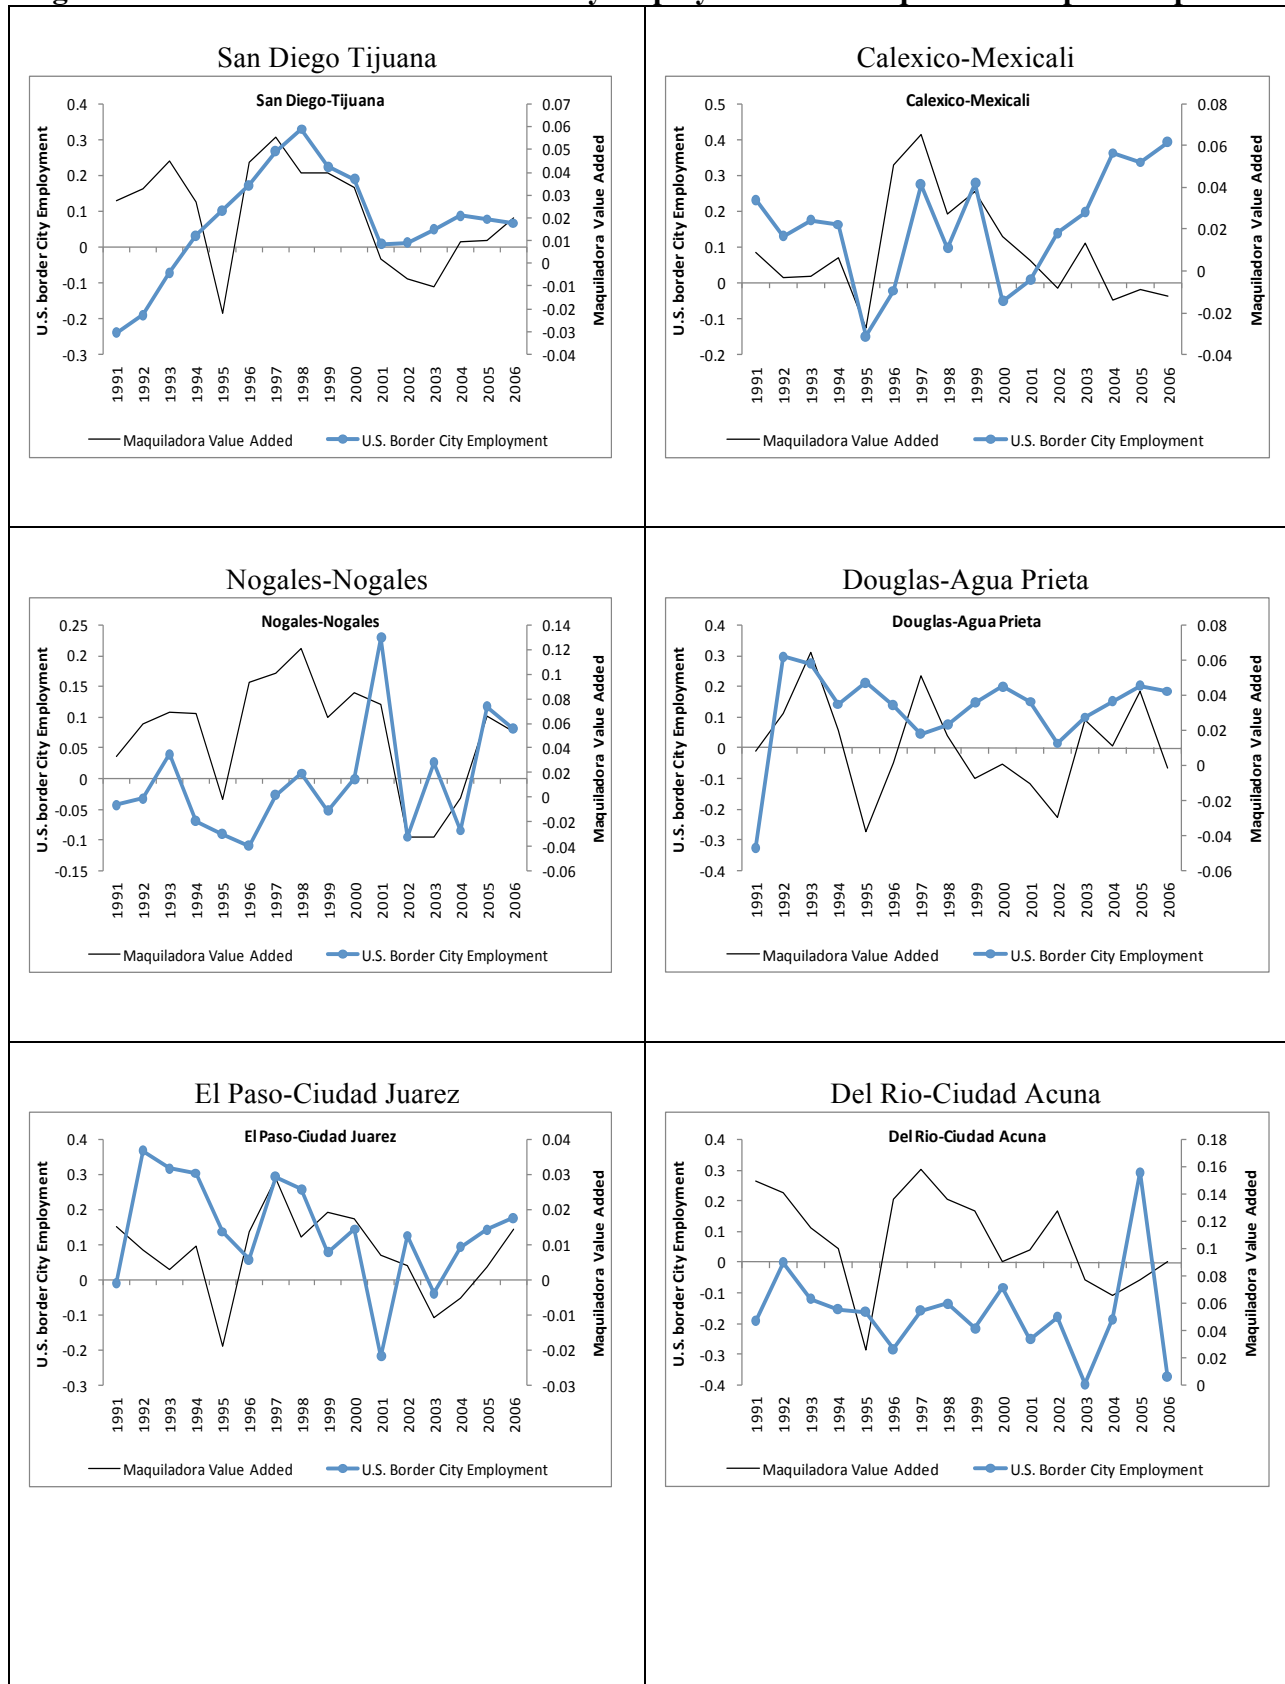 San Diego Tijuana
San Diego-Tijuana
U.S. border City Employment
0.4
0.3
0.2
0.1
0
-0.1
-0.2
-0.3
0.07
0.06
0.05
0.04
0.03
0.02
0.01
0
-0.01
-0.02
-0.03
-0.04
Maquiladora Value Added
1991 1992 1993 1994 1995 1996 1997 1998 1999 2000 2001 2002 2003 2004 2005 2006
Maquiladora Value Added U.S. Border City Employment
Calexico-Mexicali
Calexico-Mexicali
U.S. border City Employment
0.5
0.4
0.3
0.2
0.1
0
-0.1
-0.2
0.08
0.06
0.04
0.02
0
-0.02
-0.04
Maquiladora Value Added
1991 1992 1993 1994 1995 1996 1997 1998 1999 2000 2001 2002 2003 2004 2005 2006
Maquiladora Value Added U.S. Border City Employment
Nogales-Nogales
Nogales-Nogales
U.S. border City Employment
0.25
0.2
0.15
0.1
0.05
0
-0.05
-0.1
-0.15
0.14
0.12
0.1
0.08
0.06
0.04
0.02
0
-0.02
-0.04
-0.06
Maquiladora Value Added
1991 1992 1993 1994 1995 1996 1997 1998 1999 2000 2001 2002 2003 2004 2005 2006
Maquiladora Value Added U.S. Border City Employment
Douglas-Agua Prieta
Douglas-Agua Prieta
U.S. border City Employment
0.4
0.3
0.2
0.1
0
-0.1
-0.2
-0.3
-0.4
0.08
0.06
0.04
0.02
0
-0.02
-0.04
-0.06
Maquiladora Value Added
1991 1992 1993 1994 1995 1996 1997 1998 1999 2000 2001 2002 2003 2004 2005 2006
Maquiladora Value Added U.S. Border City Employment
El Paso-Ciudad Juarez
El Paso-Ciudad Juarez
U.S. border City Employment
0.4
0.3
0.2
0.1
0
-0.1
-0.2
-0.3
0.04
0.03
0.02
0.01
0
-0.01
-0.02
-0.03
Maquiladora Value Added
1991 1992 1993 1994 1995 1996 1997 1998 1999 2000 2001 2002 2003 2004 2005 2006
Maquiladora Value Added U.S. Border City Employment
Del Rio-Ciudad Acuna
Del Rio-Ciudad Acuna
U.S. border City Employment
0.4
0.3
0.2
0.1
0
-0.1
-0.2
-0.3
-0.4
0.18
0.16
0.14
0.12
0.1
0.08
0.06
0.04
0.02
0
Maquiladora Value Added
1991 1992 1993 1994 1995 1996 1997 1998 1999 2000 2001 2002 2003 2004 2005 2006
Maquiladora Value Added U.S. Border City Employment